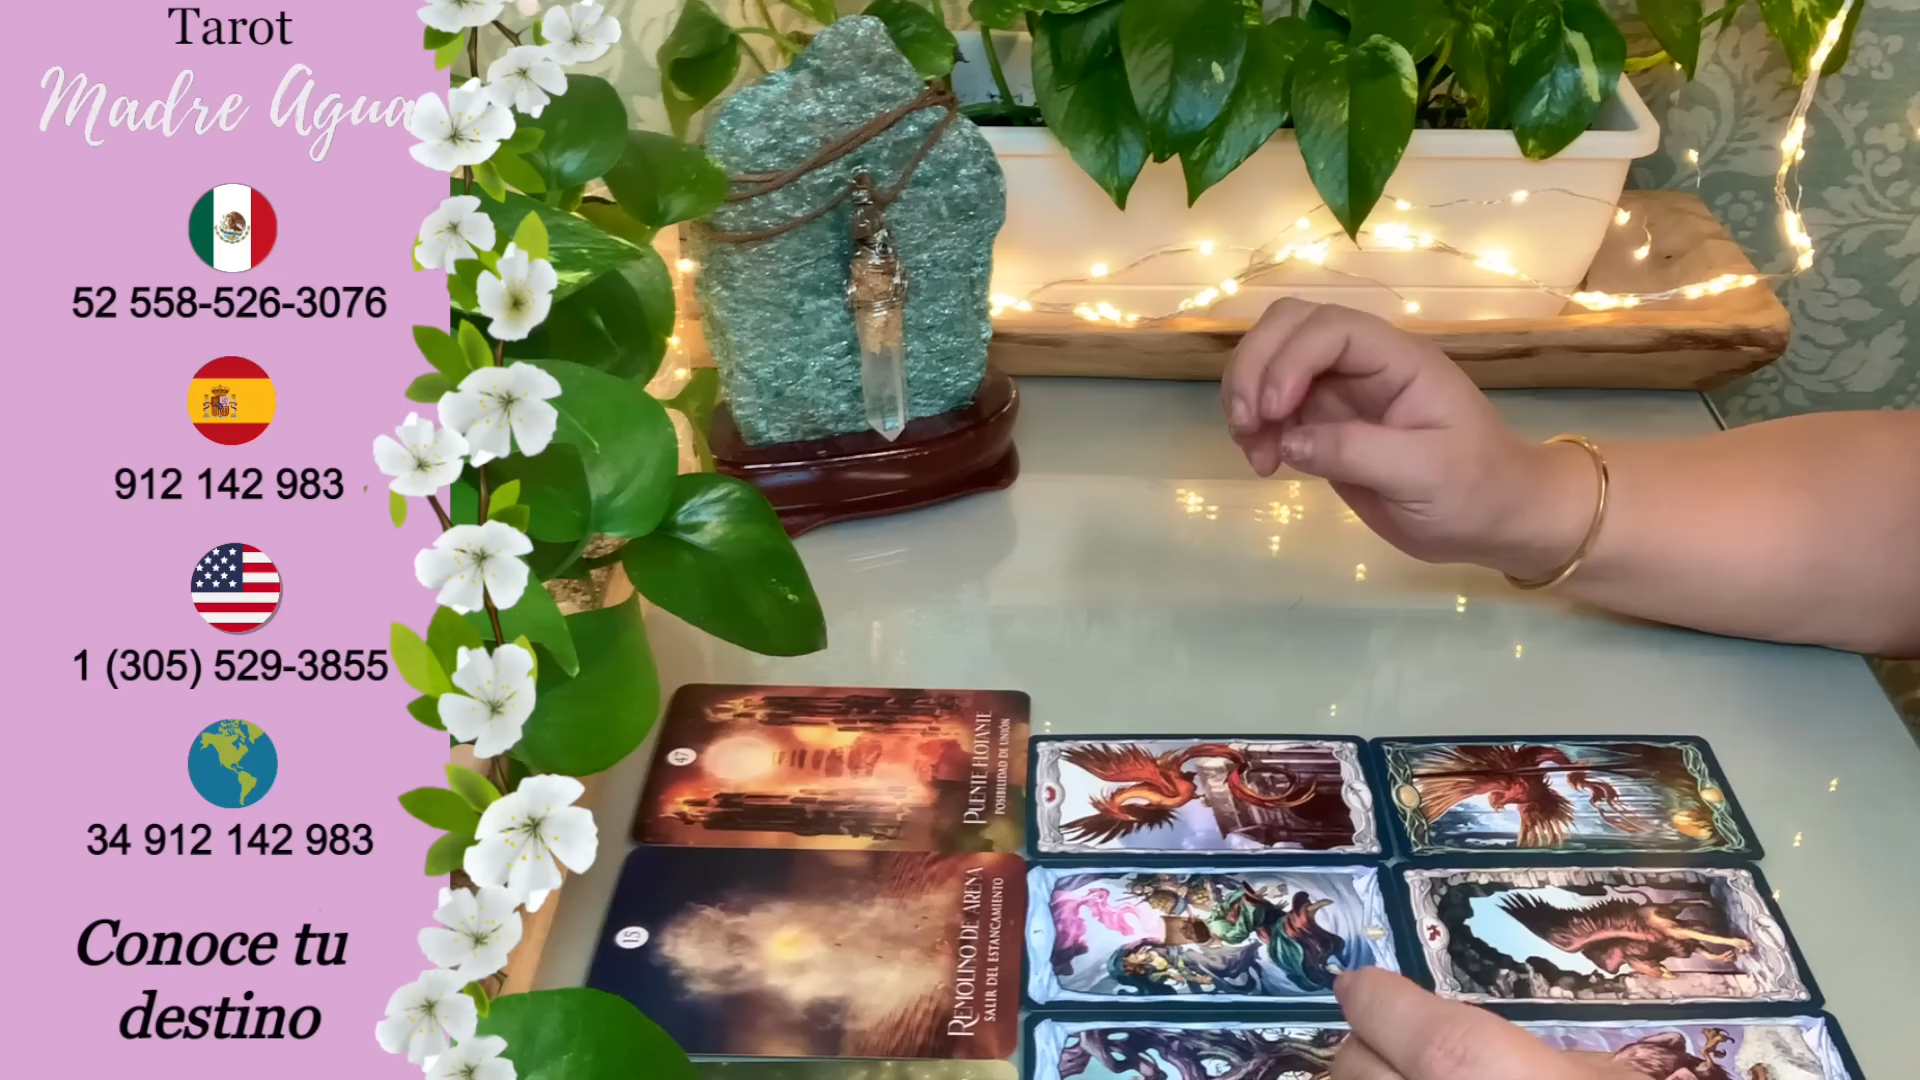 Tarot
Madre Agua
52 558-526-3076
912 142 983
1 (305) 529-3855
34 912 142 983
Conoce tu
destino
47
PUENTE FLOTANTE
POSIBILIDAD DE UNIÓN
15
REMOLINO DE ARENA
SALIR DEL ESTANCAMIENTO